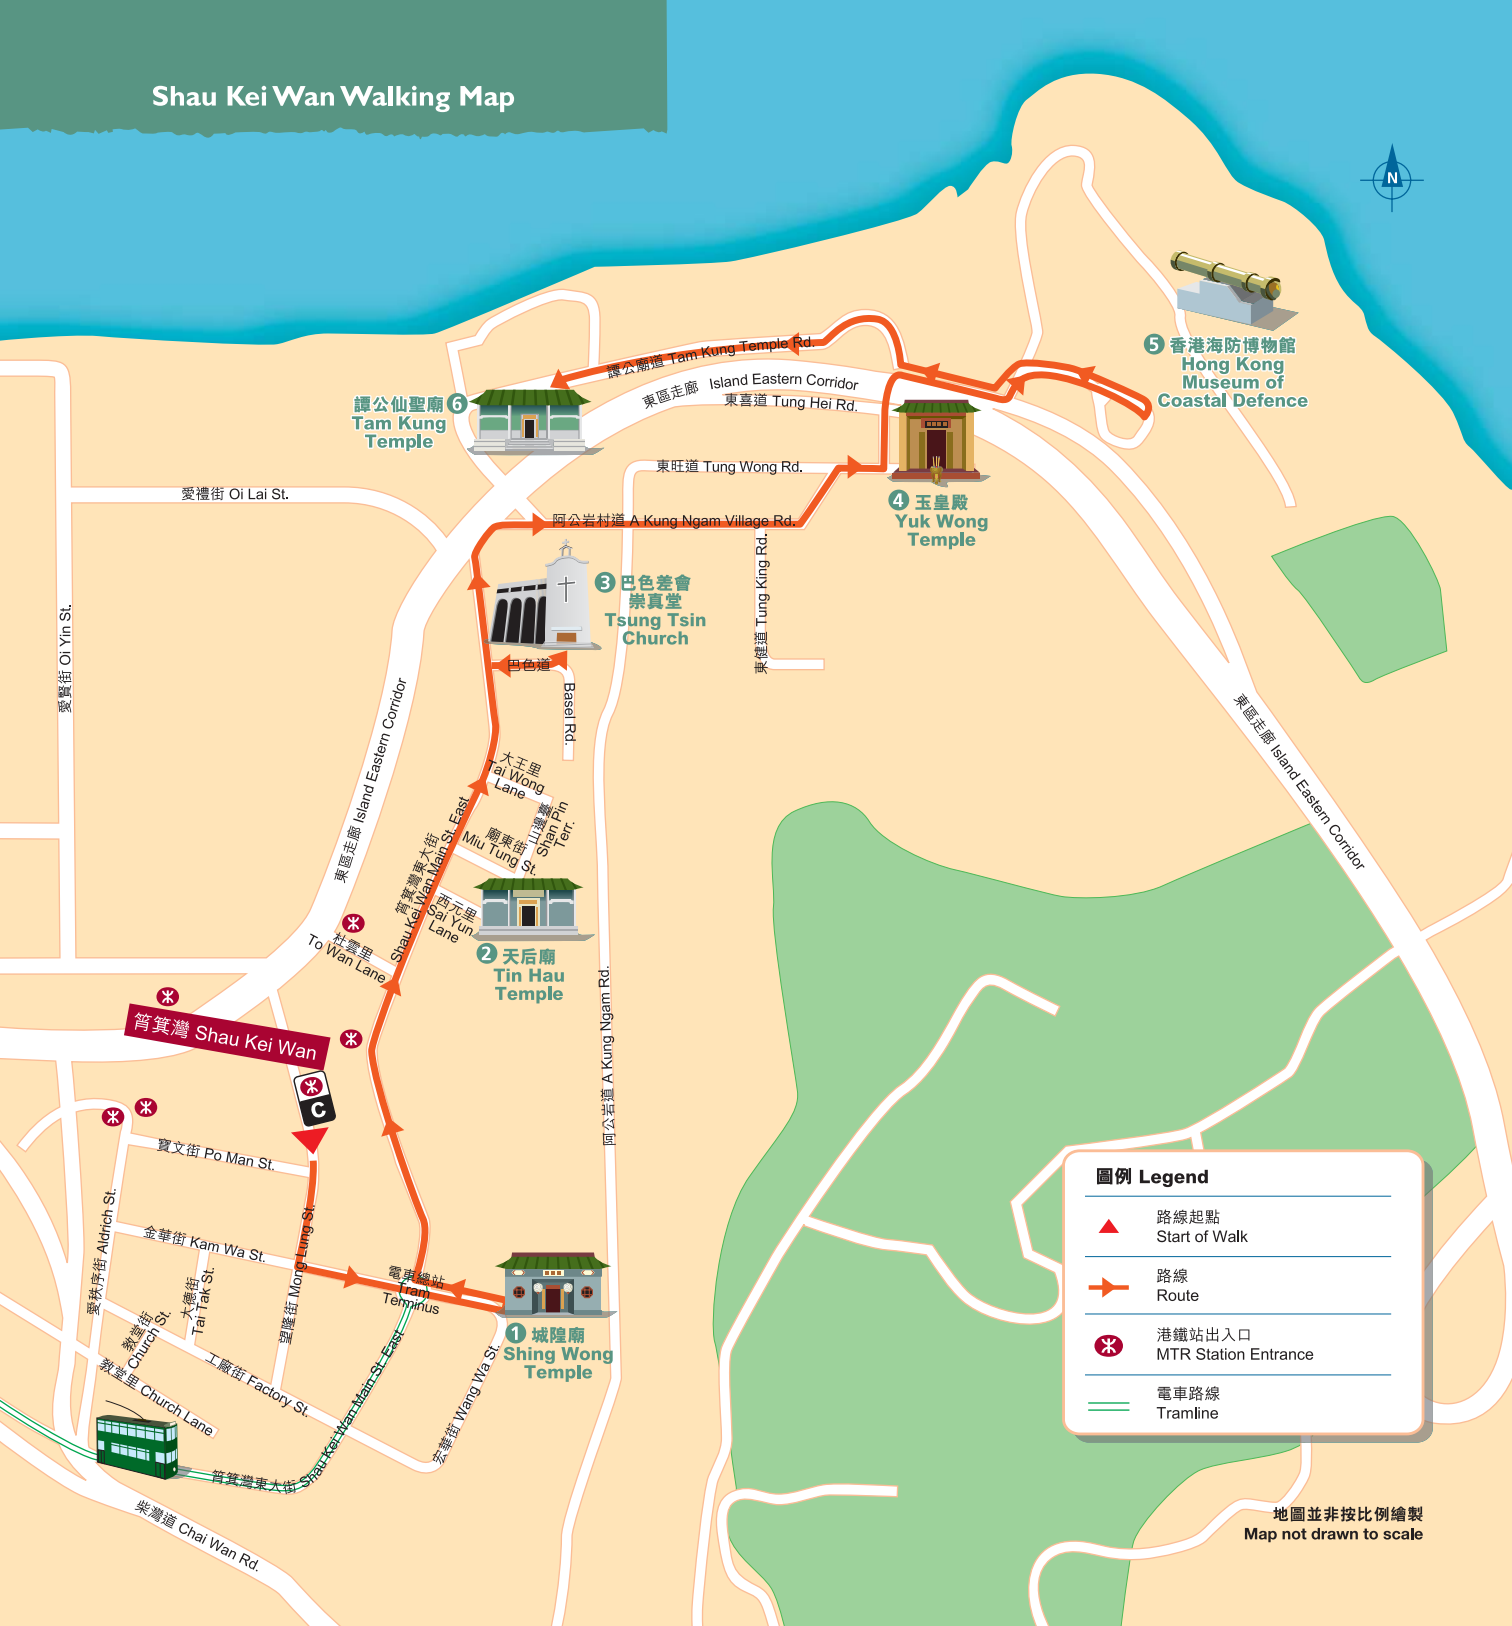 Shau Kei Wan Walking Map
N
❺ 香港海防博物館
Hong Kong
Museum of
Coastal Defence
譚公廟道 Tam Kung Temple Rd.
東區走廊 Island Eastern Corridor
東喜道 Tung Hei Rd.
譚公仙聖廟 ❻
Tam Kung
Temple
東旺道 Tung Wong Rd.
愛禮街 Oi Lai St.
❹ 玉皇殿
Yuk Wong
Temple
阿公岩村道 A Kung Ngam Village Rd.
東健道 Tung King Rd.
❸ 巴色差會
崇真堂
Tsung Tsin
Church
愛賢街 Oi Yin St.
巴色道
Basel Rd.
東區走廊 Island Eastern Corridor
東區走廊 Island Eastern Corridor
大王里
Tai Wong
Lane
山邊臺
Shan Pin
Terr.
廟東街
Miu Tung St.
筲箕灣東大街
Shau Kei Wan Main St. East
西元里
Sai Yun
Lane
杜雲里
To Wan Lane
❷ 天后廟
Tin Hau
Temple
阿公岩道 A Kung Ngam Rd.
筲箕灣 Shau Kei Wan
C
寶文街 Po Man St.
愛秩序街 Aldrich St.
金華街 Kam Wa St.
望隆街 Mong Lung St.
電車總站
Tram
Terminus
大德街
Tai Tak St.
教堂街
Church St.
教堂里 Church Lane
工廠街 Factory St.
❶ 城隍廟
Shing Wong
Temple
宏華街 Wang Wa St.
筲箕灣東大街 Shau Kei Wan Main St. East
柴灣道 Chai Wan Rd.
圖例 Legend
路線起點
Start of Walk
路線
Route
港鐵站出入口
MTR Station Entrance
電車路線
Tramline
地圖並非按比例繪製
Map not drawn to scale